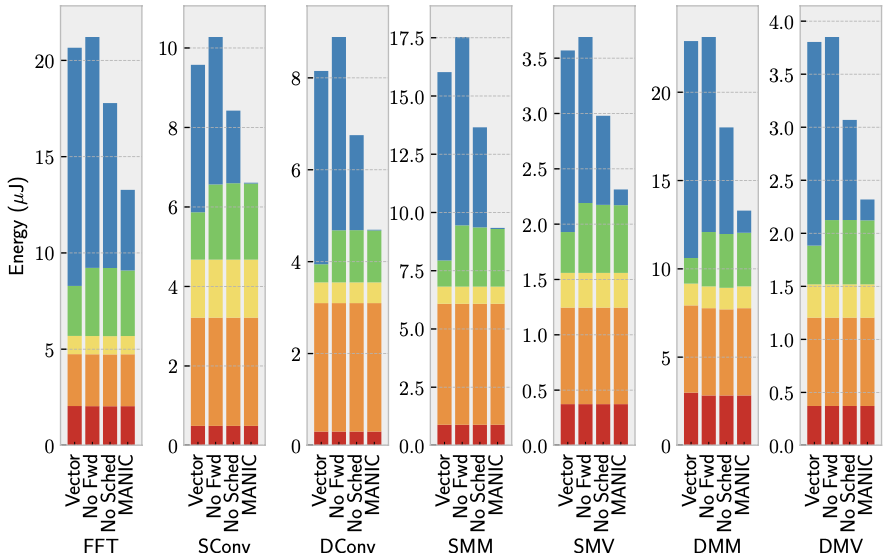 Energy (μJ)
20
15
10
5
0
Vector
No Fwd
No Sched
MANIC
FFT
10
8
6
4
2
0
Vector
No Fwd
No Sched
MANIC
SConv
8
6
4
2
0
Vector
No Fwd
No Sched
MANIC
DConv
17.5
15.0
12.5
10.0
7.5
5.0
2.5
0.0
Vector
No Fwd
No Sched
MANIC
SMM
3.5
3.0
2.5
2.0
1.5
1.0
0.5
0.0
Vector
No Fwd
No Sched
MANIC
SMV
20
15
10
5
0
Vector
No Fwd
No Sched
MANIC
DMM
4.0
3.5
3.0
2.5
2.0
1.5
1.0
0.5
0.0
Vector
No Fwd
No Sched
MANIC
DMV